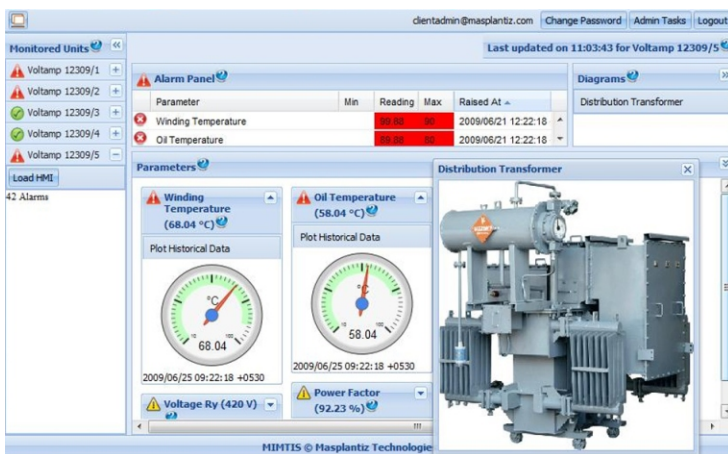 clientadmin@masplantiz.com Change Password Admin Tasks Logout
Monitored Units
Last updated on 11:03:43 for Voltamp 12309/5
Voltamp 12309/1
Voltamp 12309/2
Voltamp 12309/3
Voltamp 12309/4
Voltamp 12309/5
Load HMI
42 Alarms
Alarm Panel
Parameter Min Reading Max Raised At
Winding Temperature 90 2009/06/21 12:22:18
Oil Temperature 2009/06/21 12:22:18
Diagrams
Distribution Transformer
Parameters
Winding
Temperature
(68.04 °C)
Plot Historical Data
°C
68.04
2009/06/25 09:22:18 +0530
Oil Temperature
(58.04 °C)
Plot Historical Data
58.04
2009/06/25 09:22:18 +0530
Voltage Ry (420 V)
Power Factor
(92.23 %)
Distribution Transformer
MIMTIS © Masplantiz Technologie